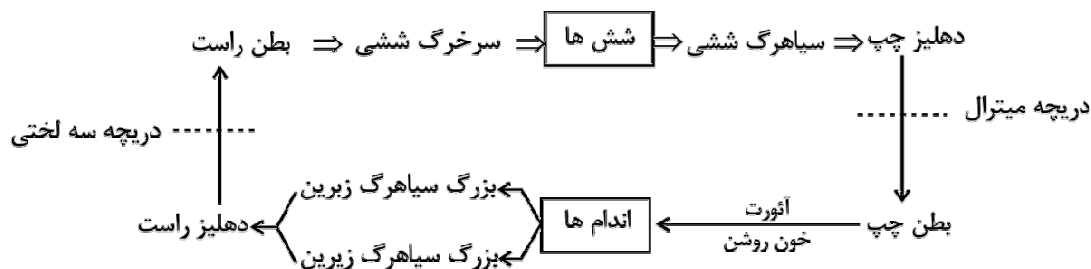 بطن راست ⇒ سرخرگ ششی ⇒ شش ها ⇒ سیاهرگ ششی ⇒ دهلیز چپ
دریچه میترال
دریچه سه لختی
بزرگ سیاهرگ زبرین
آئورت
بطن چپ
اندام ها
دهلیز راست
خون روشن
بزرگ سیاهرگ زیرین